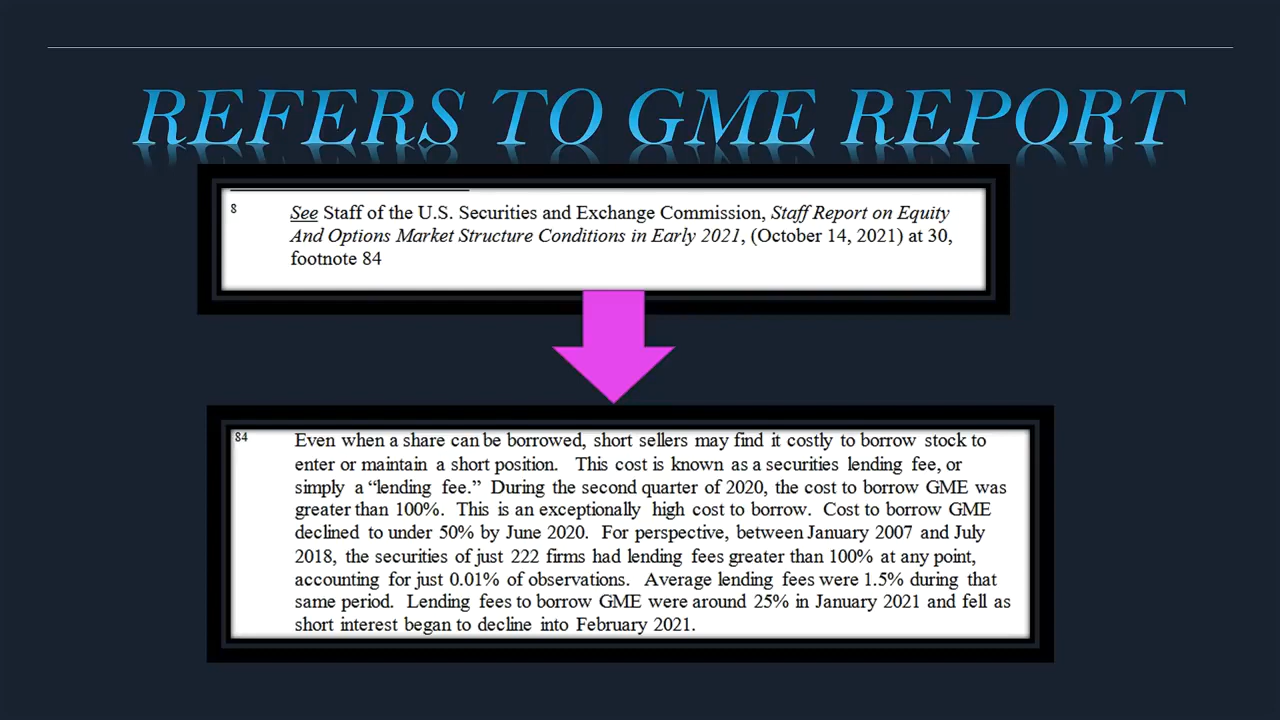 REFERS TO GME REPORT
8 See Staff of the U.S. Securities and Exchange Commission, Staff Report on Equity
And Options Market Structure Conditions in Early 2021, (October 14, 2021) at 30,
footnote 84
84 Even when a share can be borrowed, short sellers may find it costly to borrow stock to
enter or maintain a short position. This cost is known as a securities lending fee, or
simply a “lending fee.” During the second quarter of 2020, the cost to borrow GME was
greater than 100%. This is an exceptionally high cost to borrow. Cost to borrow GME
declined to under 50% by June 2020. For perspective, between January 2007 and July
2018, the securities of just 222 firms had lending fees greater than 100% at any point,
accounting for just 0.01% of observations. Average lending fees were 1.5% during that
same period. Lending fees to borrow GME were around 25% in January 2021 and fell as
short interest began to decline into February 2021.